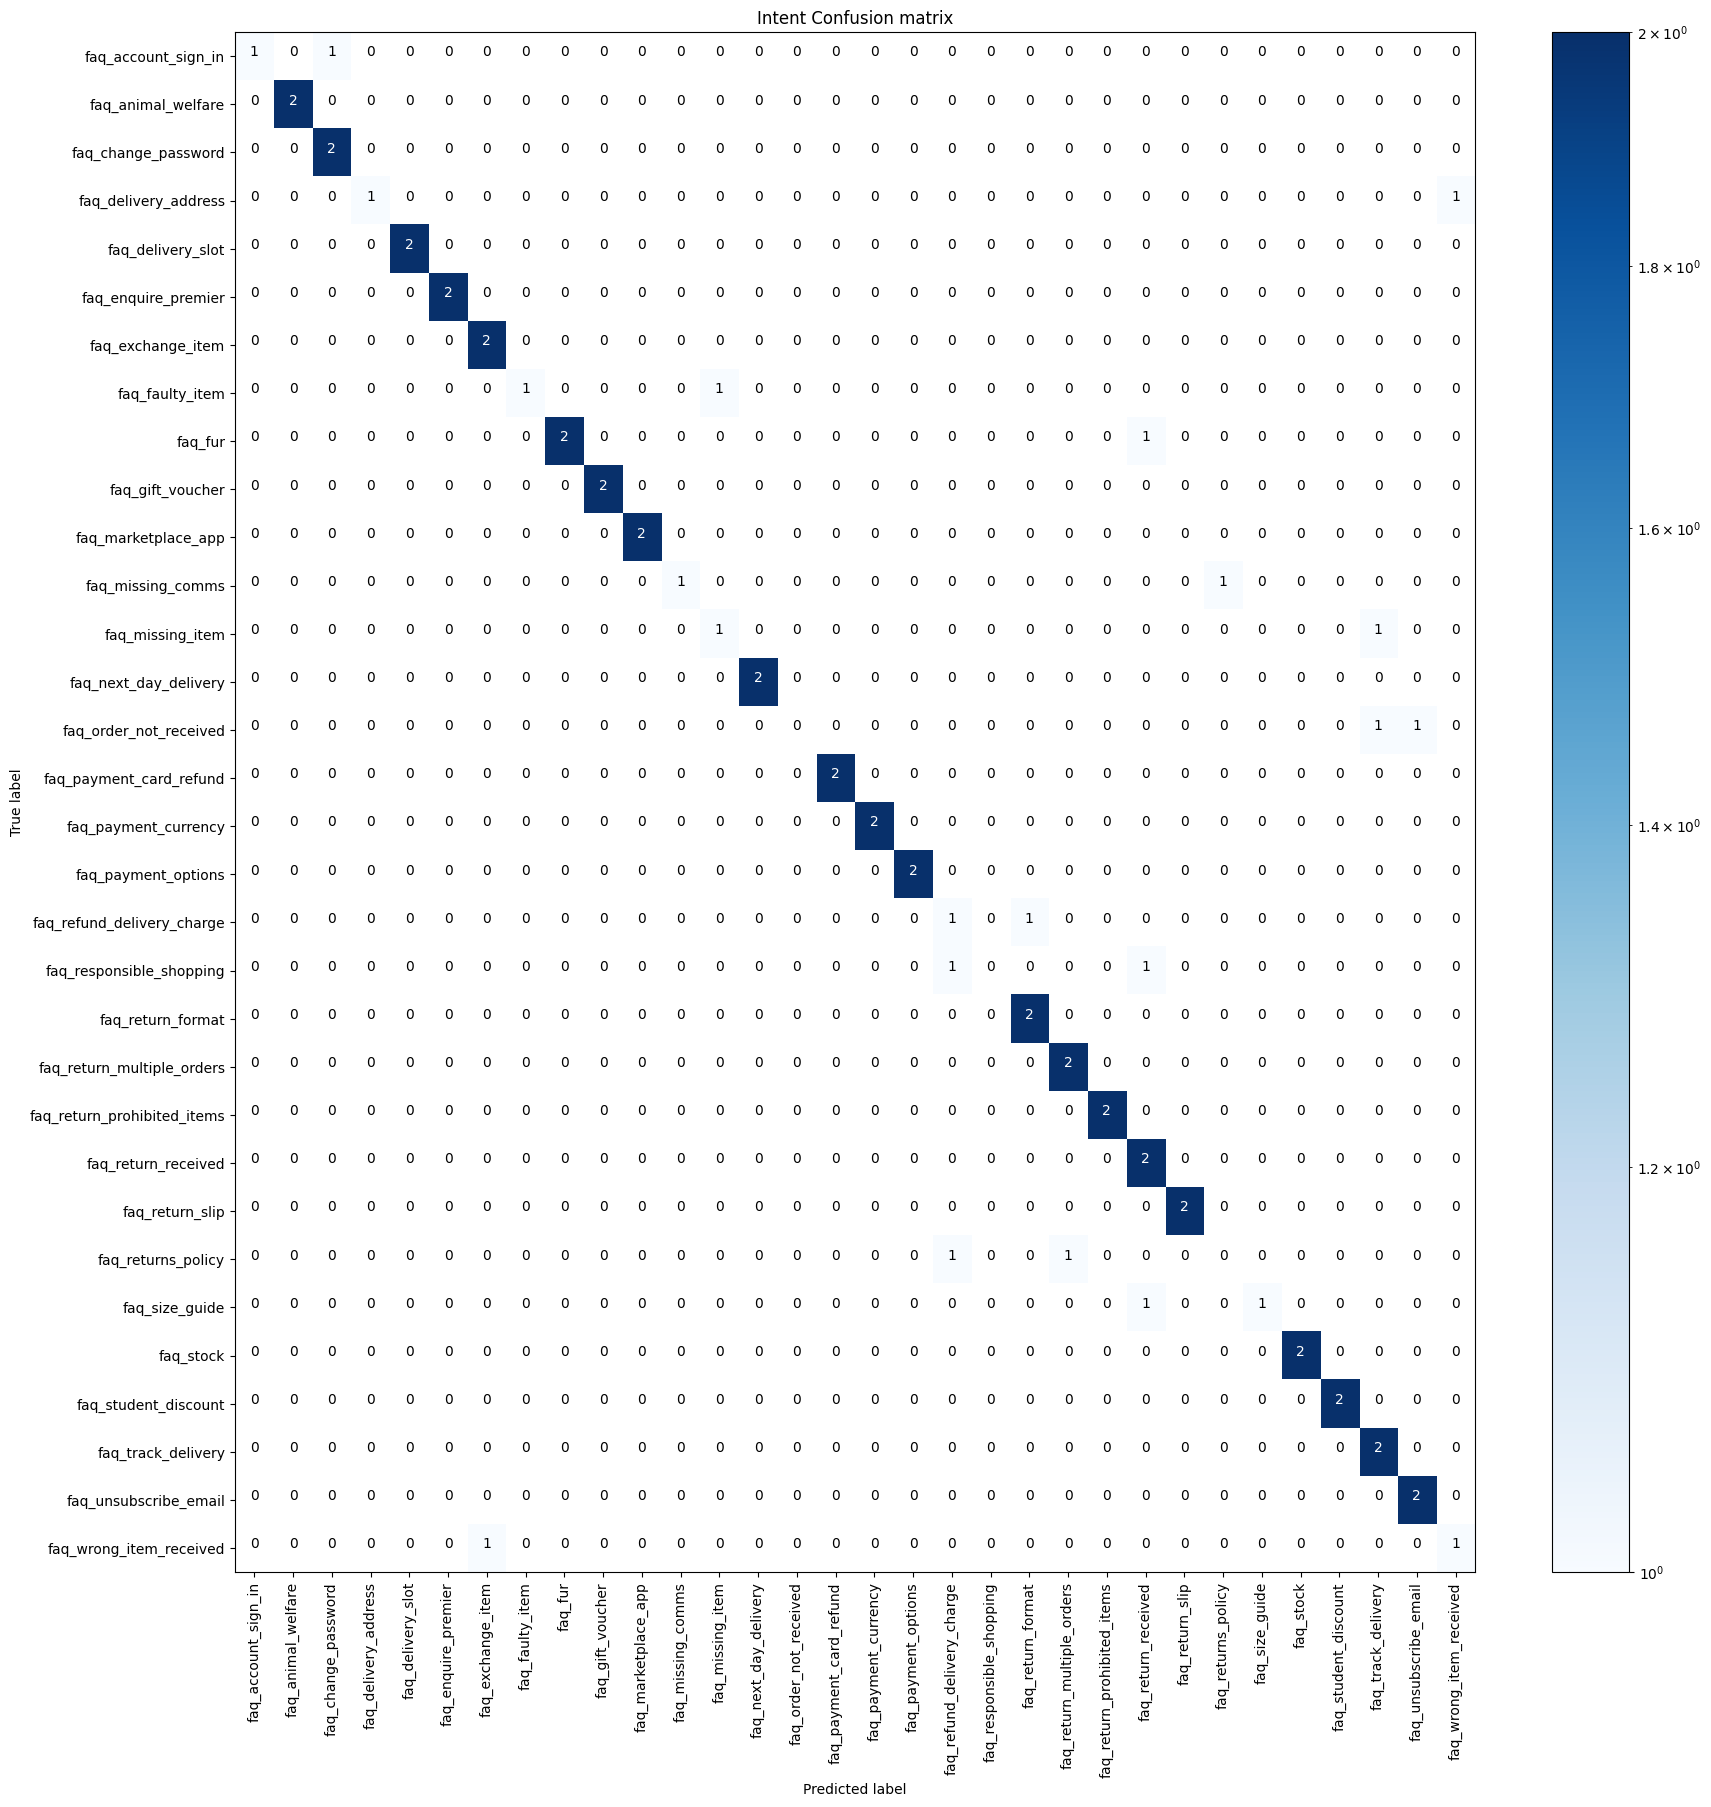 Intent Confusion matrix
faq_account_sign_in 1 0 1 0 0 0 0 0 0 0 0 0 0 0 0 0 0 0 0 0 0 0 0 0 0 0 0 0 0 0 0 0
faq_animal_welfare 0 2 0 0 0 0 0 0 0 0 0 0 0 0 0 0 0 0 0 0 0 0 0 0 0 0 0 0 0 0 0 0
faq_change_password 0 0 2 0 0 0 0 0 0 0 0 0 0 0 0 0 0 0 0 0 0 0 0 0 0 0 0 0 0 0 0 0
faq_delivery_address 0 0 0 1 0 0 0 0 0 0 0 0 0 0 0 0 0 0 0 0 0 0 0 0 0 0 0 0 0 0 0 1
faq_delivery_slot 0 0 0 0 2 0 0 0 0 0 0 0 0 0 0 0 0 0 0 0 0 0 0 0 0 0 0 0 0 0 0 0
faq_enquire_premier 0 0 0 0 0 2 0 0 0 0 0 0 0 0 0 0 0 0 0 0 0 0 0 0 0 0 0 0 0 0 0 0
faq_exchange_item 0 0 0 0 0 0 2 0 0 0 0 0 0 0 0 0 0 0 0 0 0 0 0 0 0 0 0 0 0 0 0 0
faq_faulty_item 0 0 0 0 0 0 0 1 0 0 0 0 1 0 0 0 0 0 0 0 0 0 0 0 0 0 0 0 0 0 0 0
faq_fur 0 0 0 0 0 0 0 0 2 0 0 0 0 0 0 0 0 0 0 0 0 0 0 1 0 0 0 0 0 0 0 0
faq_gift_voucher 0 0 0 0 0 0 0 0 0 2 0 0 0 0 0 0 0 0 0 0 0 0 0 0 0 0 0 0 0 0 0 0
faq_marketplace_app 0 0 0 0 0 0 0 0 0 0 2 0 0 0 0 0 0 0 0 0 0 0 0 0 0 0 0 0 0 0 0 0
faq_missing_comms 0 0 0 0 0 0 0 0 0 0 0 1 0 0 0 0 0 0 0 0 0 0 0 0 0 1 0 0 0 0 0 0
faq_missing_item 0 0 0 0 0 0 0 0 0 0 0 0 1 0 0 0 0 0 0 0 0 0 0 0 0 0 0 0 0 1 0 0
faq_next_day_delivery 0 0 0 0 0 0 0 0 0 0 0 0 0 2 0 0 0 0 0 0 0 0 0 0 0 0 0 0 0 0 0 0
faq_order_not_received 0 0 0 0 0 0 0 0 0 0 0 0 0 0 0 0 0 0 0 0 0 0 0 0 0 0 0 0 0 1 1 0
faq_payment_card_refund 0 0 0 0 0 0 0 0 0 0 0 0 0 0 0 2 0 0 0 0 0 0 0 0 0 0 0 0 0 0 0 0
faq_payment_currency 0 0 0 0 0 0 0 0 0 0 0 0 0 0 0 0 2 0 0 0 0 0 0 0 0 0 0 0 0 0 0 0
faq_payment_options 0 0 0 0 0 0 0 0 0 0 0 0 0 0 0 0 0 2 0 0 0 0 0 0 0 0 0 0 0 0 0 0
faq_refund_delivery_charge 0 0 0 0 0 0 0 0 0 0 0 0 0 0 0 0 0 0 1 0 1 0 0 0 0 0 0 0 0 0 0 0
faq_responsible_shopping 0 0 0 0 0 0 0 0 0 0 0 0 0 0 0 0 0 0 1 0 0 0 0 1 0 0 0 0 0 0 0 0
faq_return_format 0 0 0 0 0 0 0 0 0 0 0 0 0 0 0 0 0 0 0 0 2 0 0 0 0 0 0 0 0 0 0 0
faq_return_multiple_orders 0 0 0 0 0 0 0 0 0 0 0 0 0 0 0 0 0 0 0 0 0 2 0 0 0 0 0 0 0 0 0 0
faq_return_prohibited_items 0 0 0 0 0 0 0 0 0 0 0 0 0 0 0 0 0 0 0 0 0 0 2 0 0 0 0 0 0 0 0 0
faq_return_received 0 0 0 0 0 0 0 0 0 0 0 0 0 0 0 0 0 0 0 0 0 0 0 2 0 0 0 0 0 0 0 0
faq_return_slip 0 0 0 0 0 0 0 0 0 0 0 0 0 0 0 0 0 0 0 0 0 0 0 0 2 0 0 0 0 0 0 0
faq_returns_policy 0 0 0 0 0 0 0 0 0 0 0 0 0 0 0 0 0 0 1 0 0 1 0 0 0 0 0 0 0 0 0 0
faq_size_guide 0 0 0 0 0 0 0 0 0 0 0 0 0 0 0 0 0 0 0 0 0 0 0 1 0 0 1 0 0 0 0 0
faq_stock 0 0 0 0 0 0 0 0 0 0 0 0 0 0 0 0 0 0 0 0 0 0 0 0 0 0 0 2 0 0 0 0
faq_student_discount 0 0 0 0 0 0 0 0 0 0 0 0 0 0 0 0 0 0 0 0 0 0 0 0 0 0 0 0 2 0 0 0
faq_track_delivery 0 0 0 0 0 0 0 0 0 0 0 0 0 0 0 0 0 0 0 0 0 0 0 0 0 0 0 0 0 2 0 0
faq_unsubscribe_email 0 0 0 0 0 0 0 0 0 0 0 0 0 0 0 0 0 0 0 0 0 0 0 0 0 0 0 0 0 0 2 0
faq_wrong_item_received 0 0 0 0 0 0 1 0 0 0 0 0 0 0 0 0 0 0 0 0 0 0 0 0 0 0 0 0 0 0 0 1
True label
faq_account_sign_in
faq_animal_welfare
faq_change_password
faq_delivery_address
faq_delivery_slot
faq_enquire_premier
faq_exchange_item
faq_faulty_item
faq_fur
faq_gift_voucher
faq_marketplace_app
faq_missing_comms
faq_missing_item
faq_next_day_delivery
faq_order_not_received
faq_payment_card_refund
faq_payment_currency
faq_payment_options
faq_refund_delivery_charge
faq_responsible_shopping
faq_return_format
faq_return_multiple_orders
faq_return_prohibited_items
faq_return_received
faq_return_slip
faq_returns_policy
faq_size_guide
faq_stock
faq_student_discount
faq_track_delivery
faq_unsubscribe_email
faq_wrong_item_received
Predicted label
2 × 10⁰
1.8 × 10⁰
1.6 × 10⁰
1.4 × 10⁰
1.2 × 10⁰
10⁰